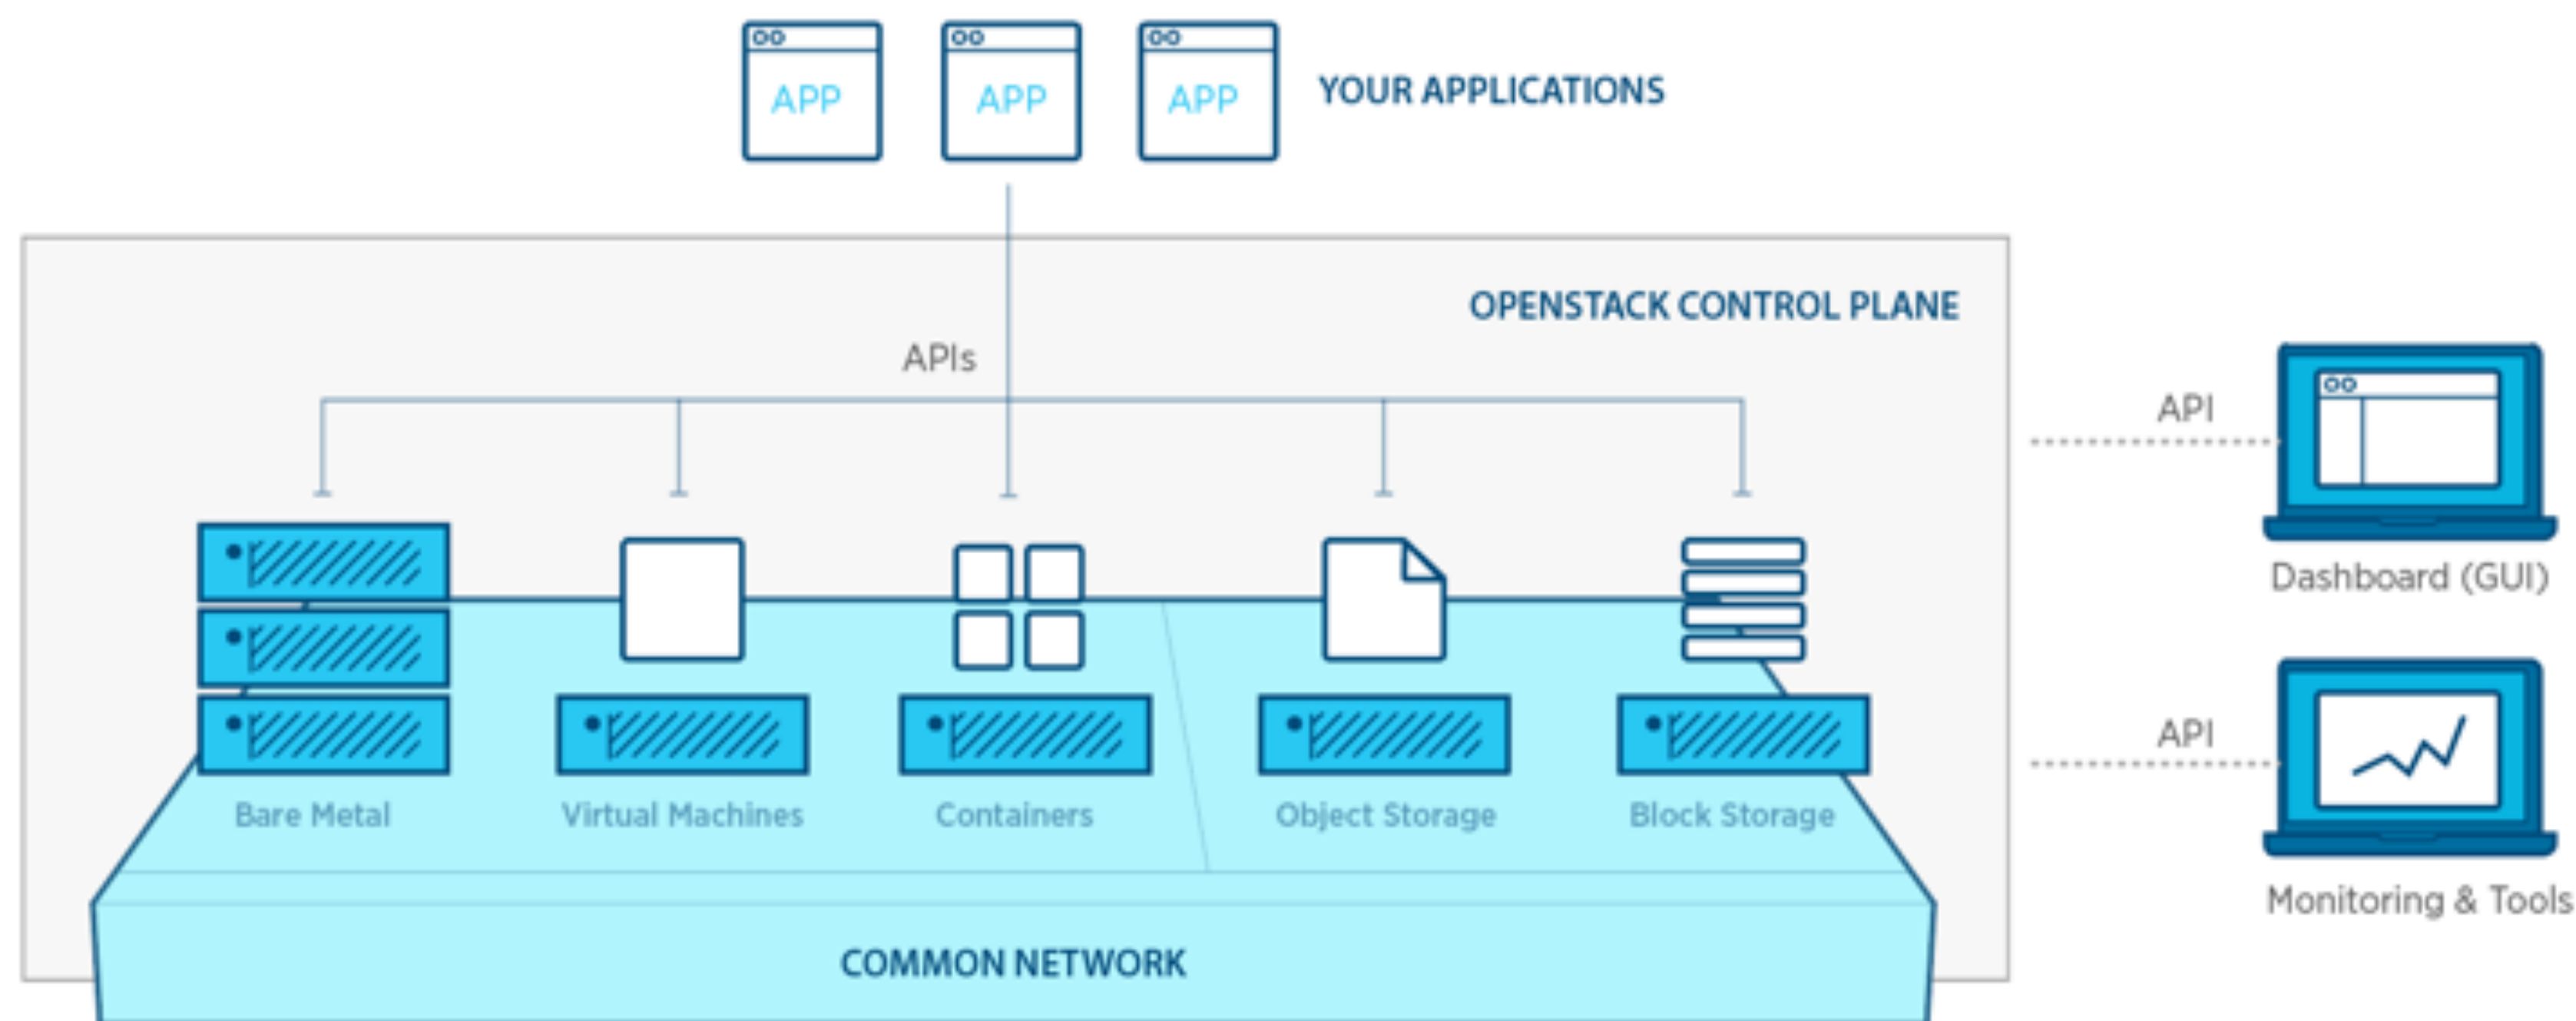 APP
APP
APP
YOUR APPLICATIONS
OPENSTACK CONTROL PLANE
APIs
API
Dashboard (GUI)
Bare Metal
Virtual Machines
Containers
Object Storage
Block Storage
API
Monitoring & Tools
COMMON NETWORK